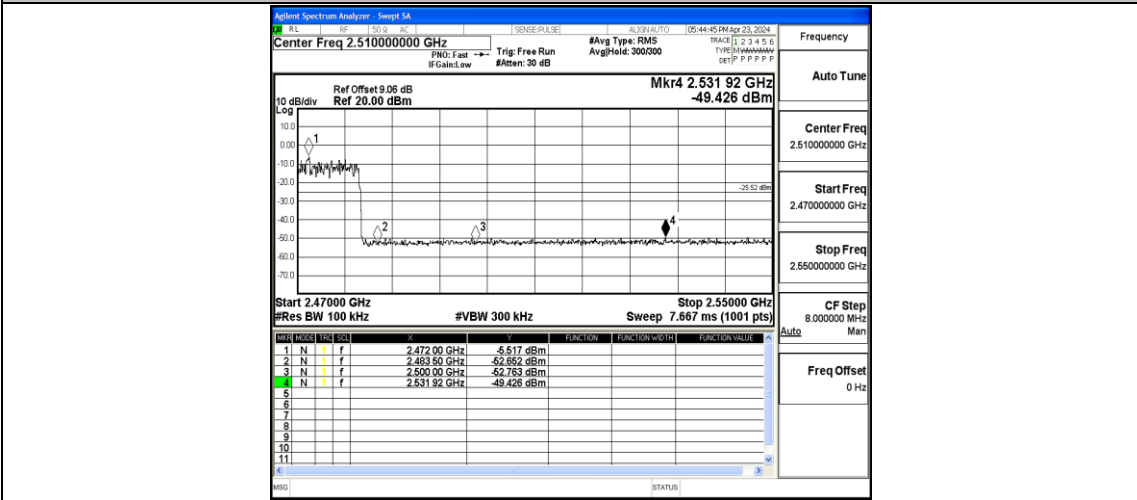 Agilent Spectrum Analyzer - Swept SA
RL RF 50 Ω AC SENSE:PULSE ALIGN AUTO 05:44:45 PM Apr 23, 2024
Center Freq 2.510000000 GHz #Avg Type: RMS TRACE 1 2 3 4 5 6
PNO: Fast Trig: Free Run Avg|Hold: 300/300 TYPE MWWWWW
IFGain:Low #Atten: 30 dB DET P P P P P P
Mkr4 2.531 92 GHz
Ref Offset 9.06 dB
10 dB/div Ref 20.00 dBm -49.426 dBm
Log
10.0
0.00
-10.0
-20.0
-30.0
-40.0
-50.0
-60.0
-70.0
1
2
3
4
-25.52 dBm
Start 2.47000 GHz Stop 2.55000 GHz
#Res BW 100 kHz #VBW 300 kHz Sweep 7.667 ms (1001 pts)
MKR MODE TRC SCL X Y FUNCTION FUNCTION WIDTH FUNCTION VALUE
1 N 1 f 2.472 00 GHz -5.517 dBm
2 N 1 f 2.483 50 GHz -52.652 dBm
3 N 1 f 2.500 00 GHz -52.763 dBm
4 N 1 f 2.531 92 GHz -49.426 dBm
5
6
7
8
9
10
11
MSG STATUS
Frequency
Auto Tune
Center Freq
2.510000000 GHz
Start Freq
2.470000000 GHz
Stop Freq
2.550000000 GHz
CF Step
8.000000 MHz
Auto Man
Freq Offset
0 Hz